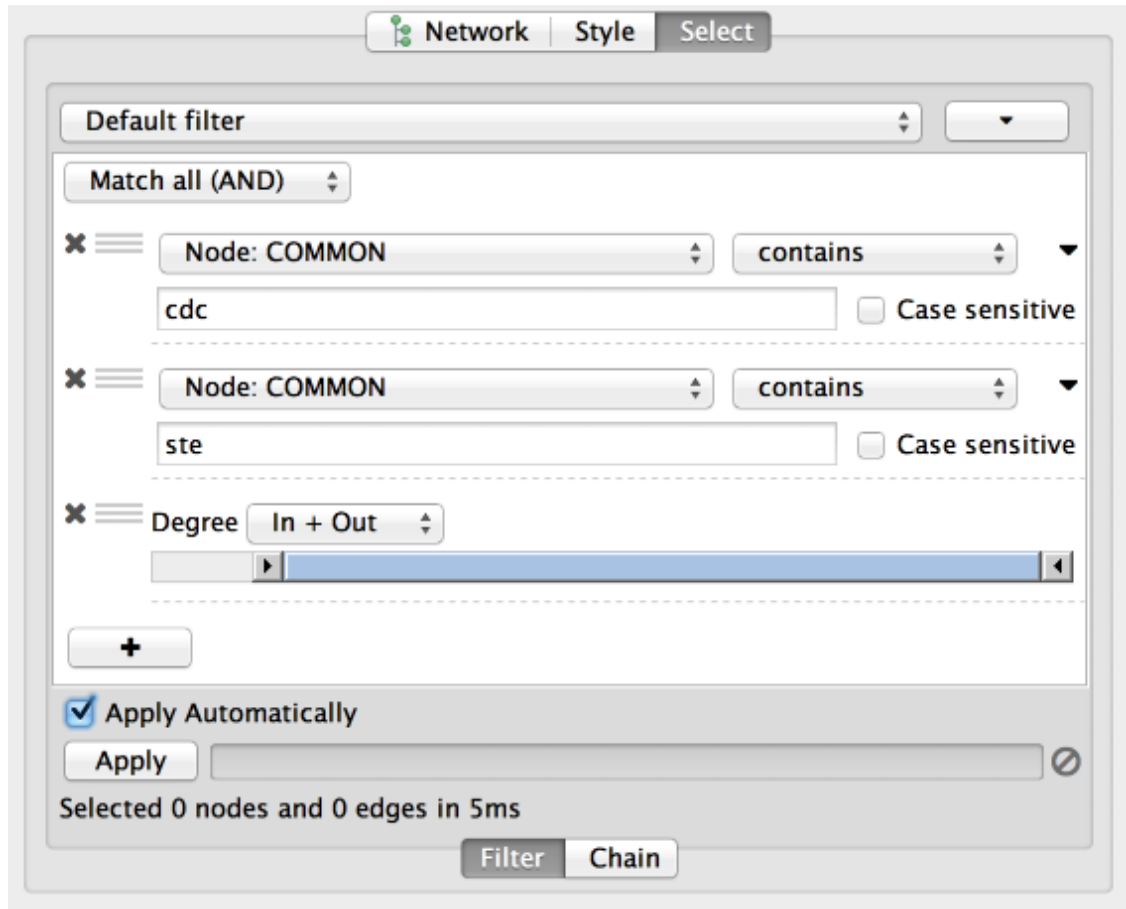 Network Style Select
Default filter
Match all (AND)
Node: COMMON contains
cdc Case sensitive
Node: COMMON contains
ste Case sensitive
Degree In + Out
Apply Automatically
Apply
Selected 0 nodes and 0 edges in 5ms
Filter Chain